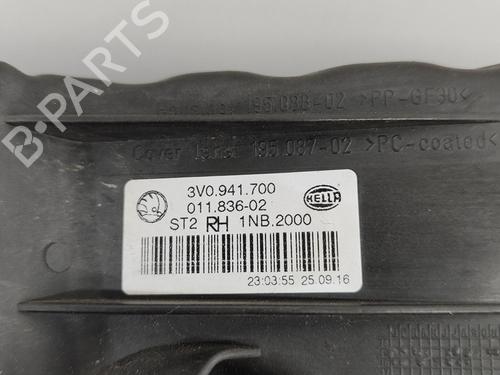 195.088-02 >PP-GF30<
Cover lens: 195.087-02 >PC-coated<
3V0.941.700
011.836-02
HELLA
ST2 RH 1NB.2000
23:03:55 25.09.16
B-PARTS